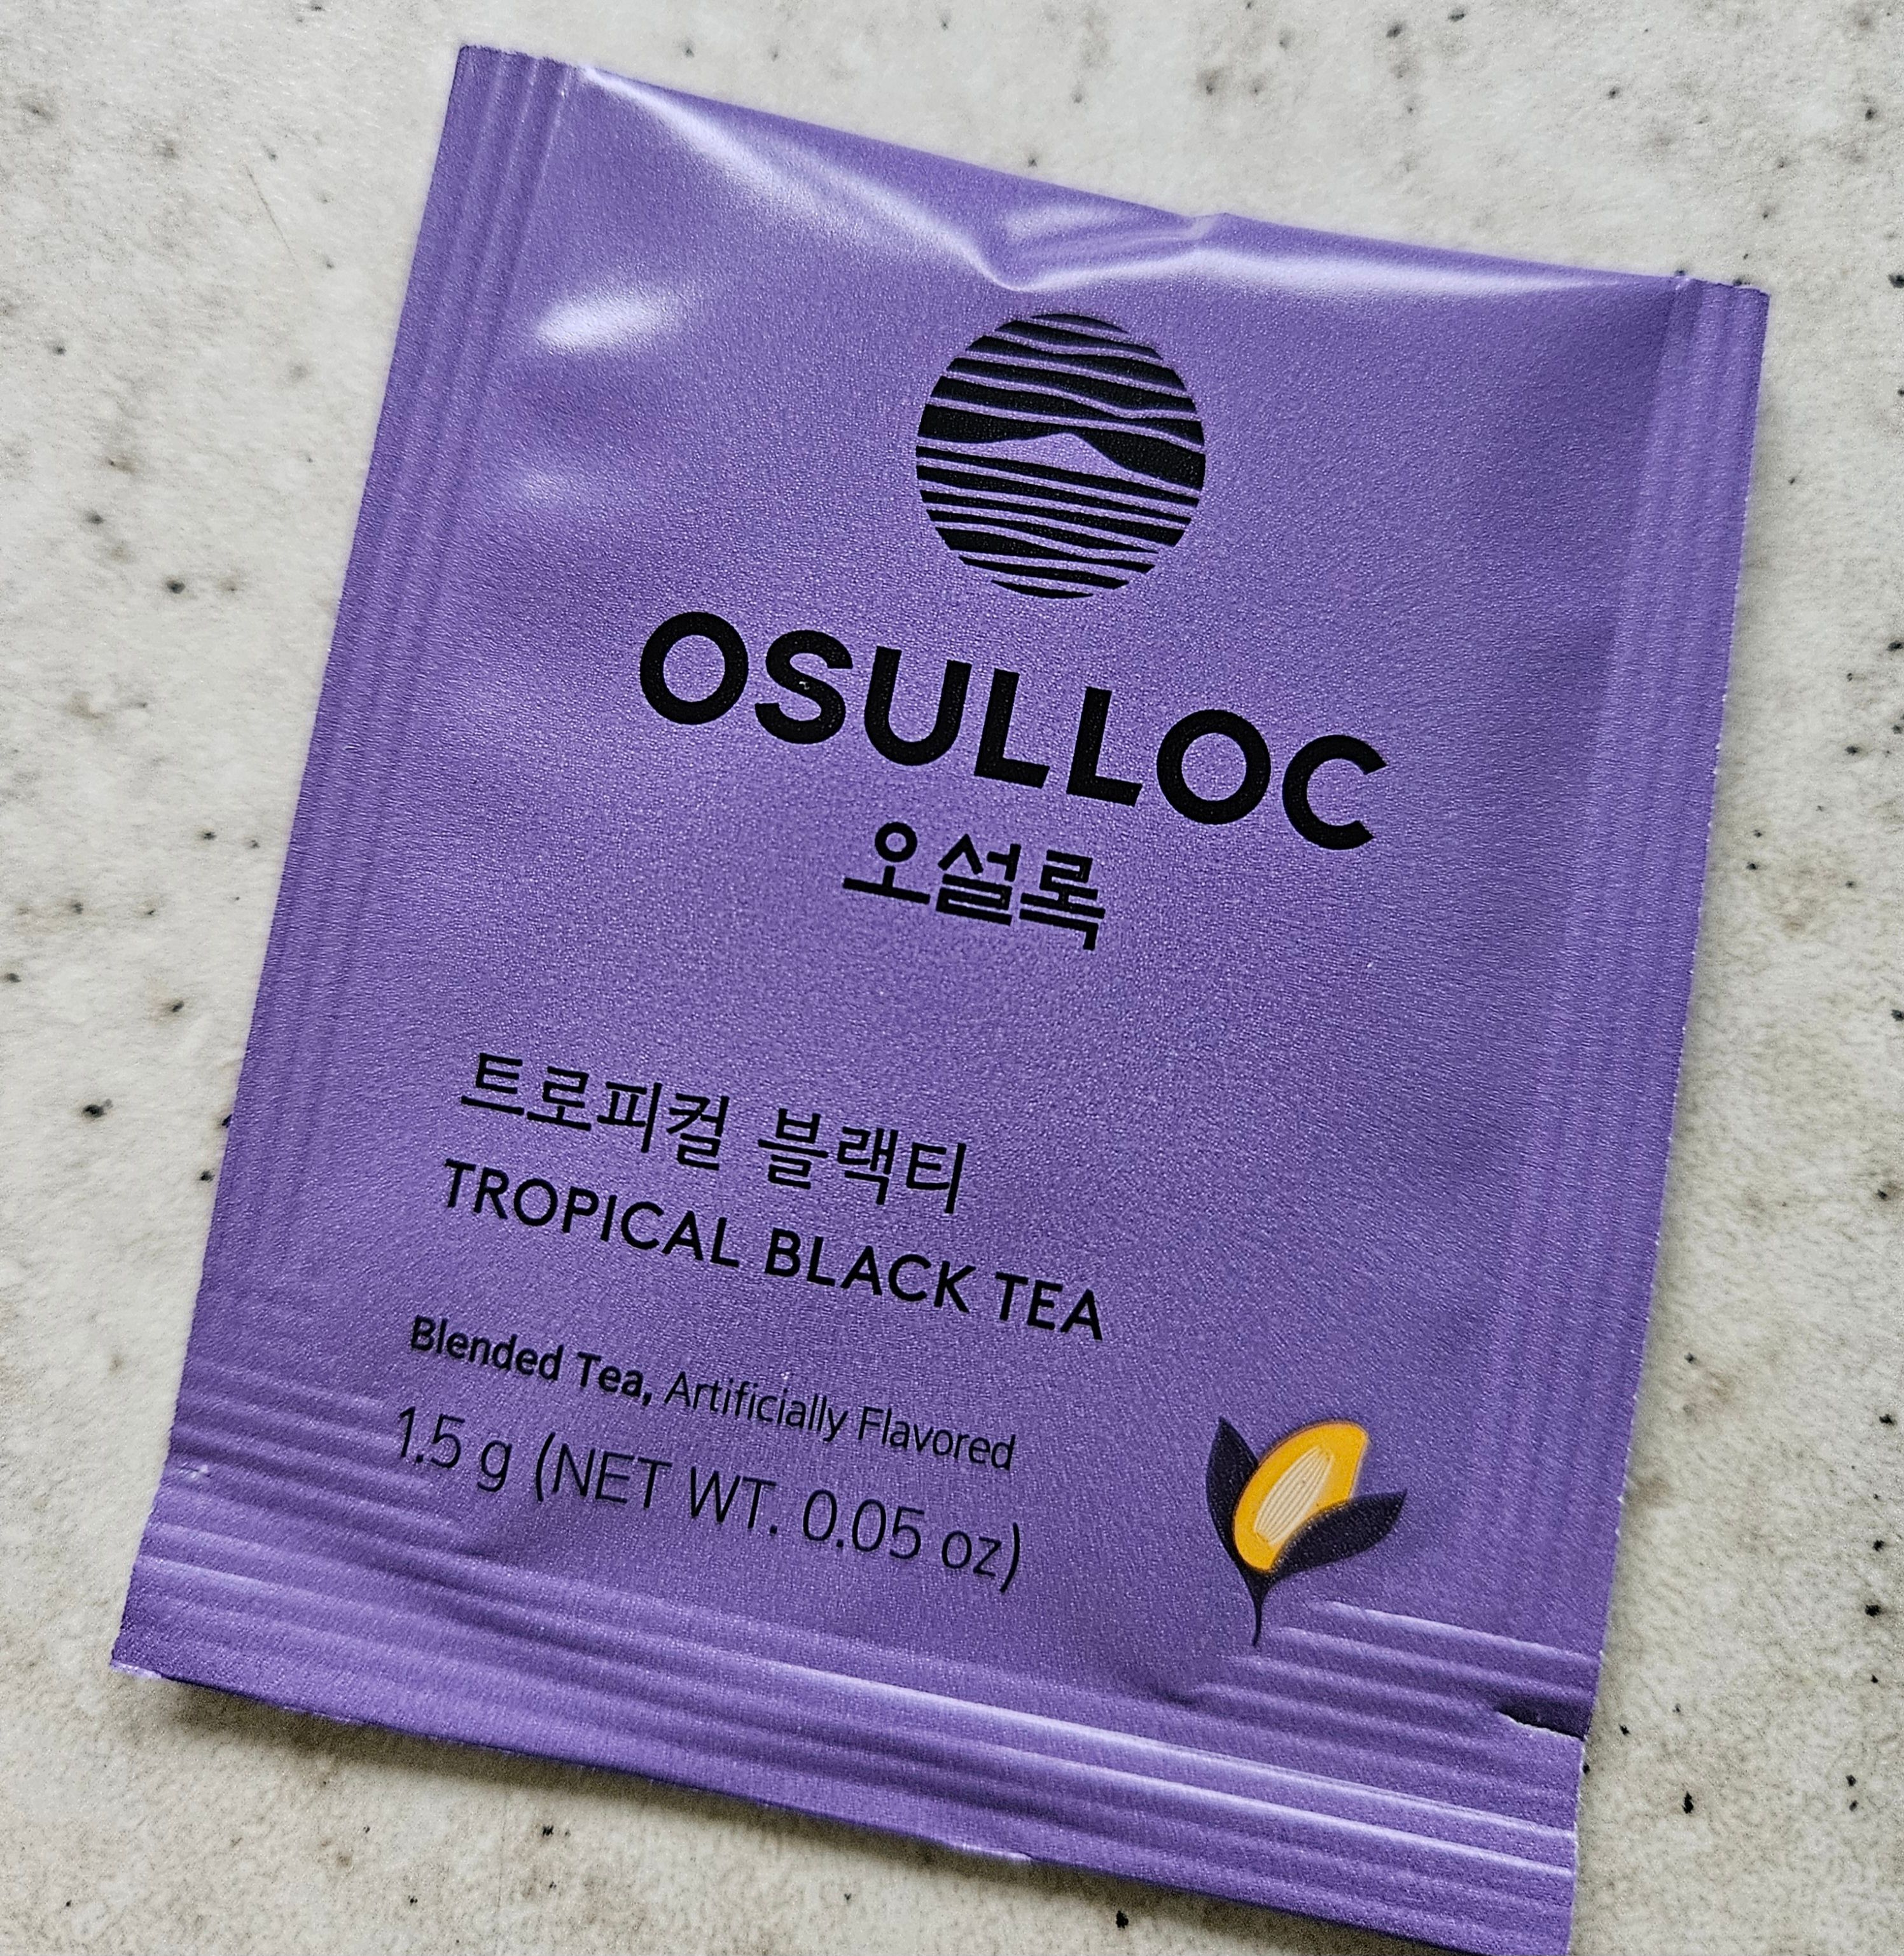 OSULLOC
오설록
트로피컬 블랙티
TROPICAL BLACK TEA
Blended Tea, Artificially Flavored
1.5 g (NET WT. 0.05 oz)